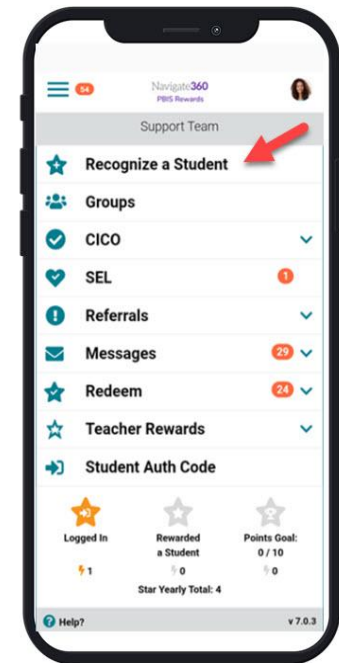 54
Navigate360
PBIS Rewards
Support Team
Recognize a Student
Groups
CICO
SEL 1
Referrals
Messages 29
Redeem 24
Teacher Rewards
Student Auth Code
Logged In
1
Rewarded
a Student
0
Points Goal:
0 / 10
0
Star Yearly Total: 4
Help? v 7.0.3